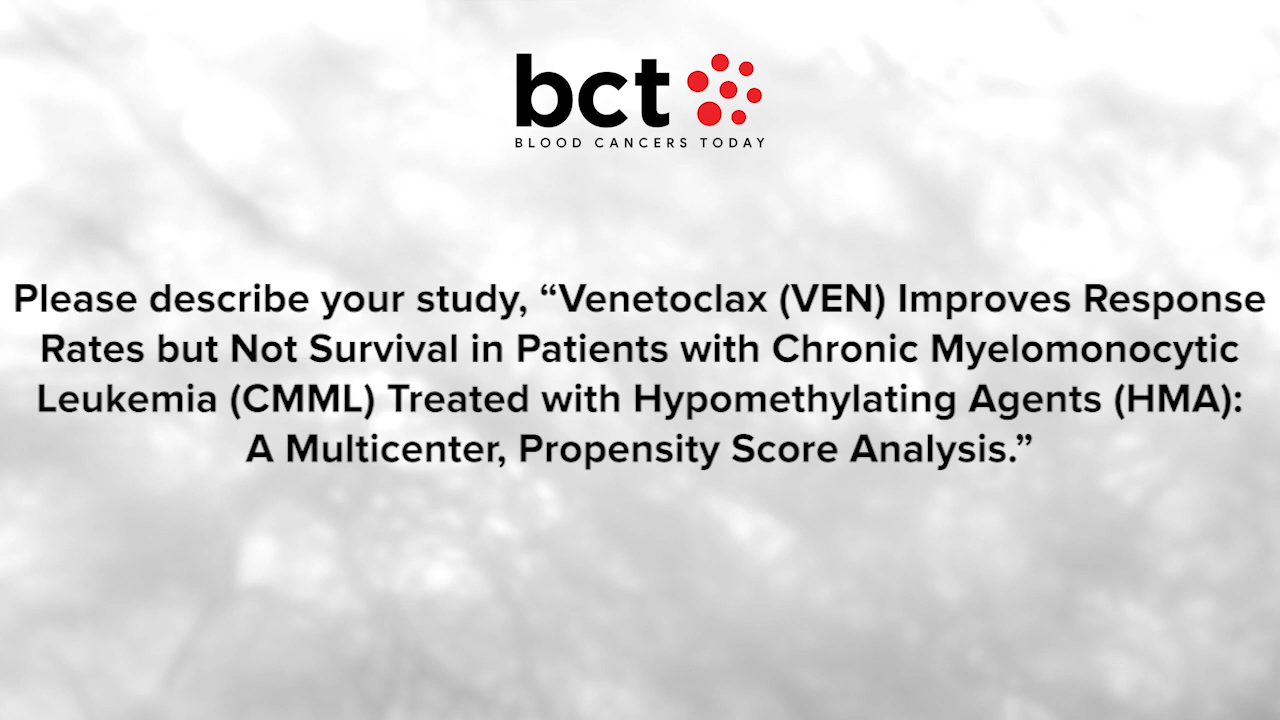 bct
BLOOD CANCERS TODAY
Please describe your study, “Venetoclax (VEN) Improves Response
Rates but Not Survival in Patients with Chronic Myelomonocytic
Leukemia (CMML) Treated with Hypomethylating Agents (HMA):
A Multicenter, Propensity Score Analysis.”